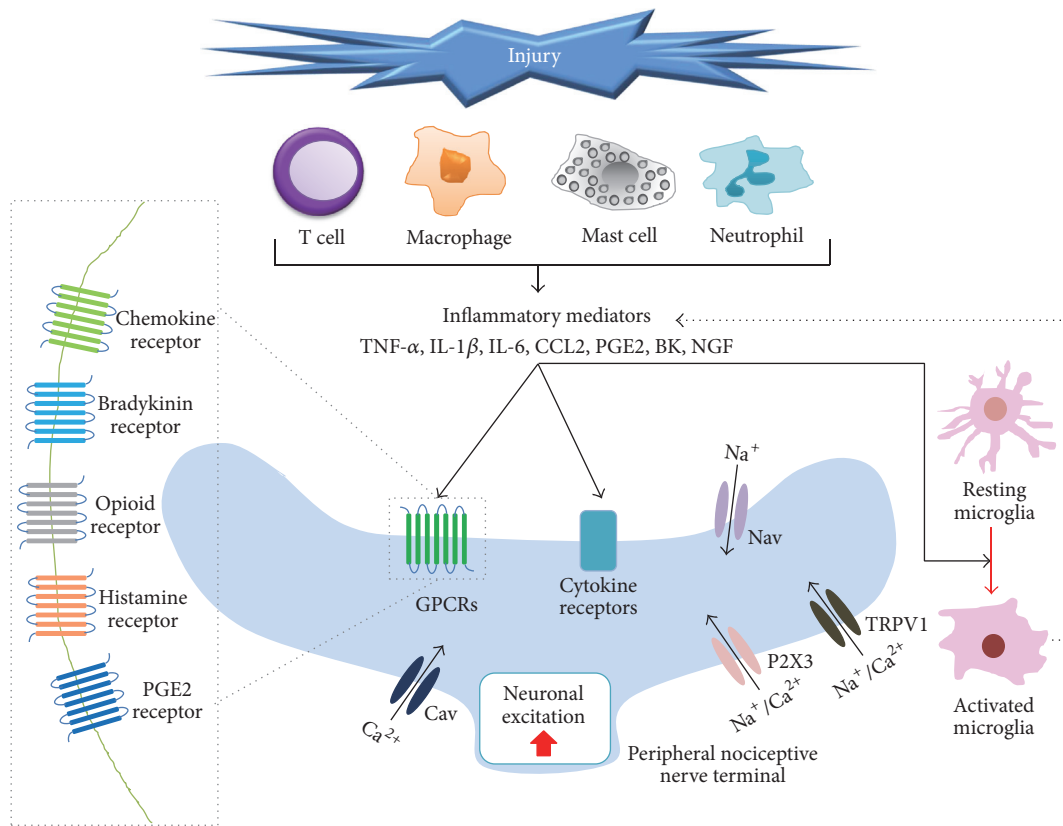 Injury
T cell
Macrophage
Mast cell
Neutrophil
Inflammatory mediators
TNF-α, IL-1β, IL-6, CCL2, PGE2, BK, NGF
Chemokine
receptor
Bradykinin
receptor
Opioid
receptor
Histamine
receptor
PGE2
receptor
GPCRs
Cytokine
receptors
Na⁺
Nav
Resting
microglia
Activated
microglia
TRPV1
Na⁺/Ca²⁺
P2X3
Na⁺/Ca²⁺
Cav
Ca²⁺
Neuronal
excitation
Peripheral nociceptive
nerve terminal